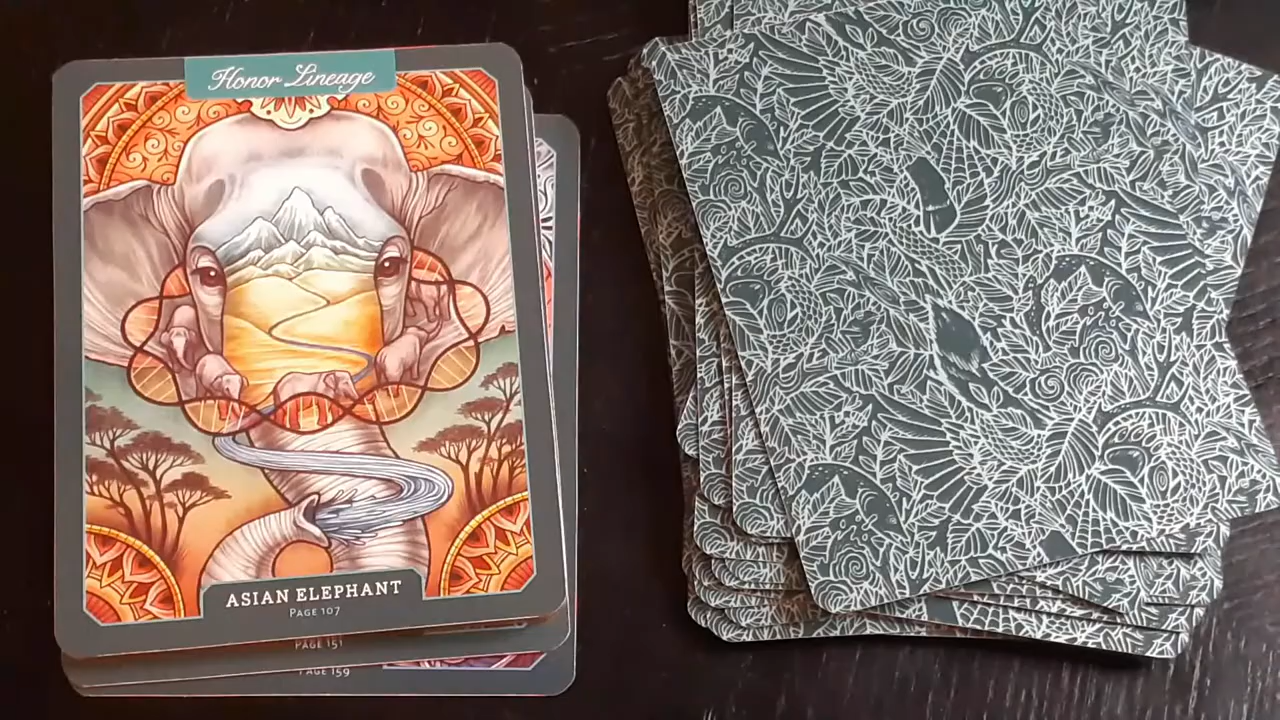 Honor Lineage
ASIAN ELEPHANT
PAGE 107
PAGE 151
PAGE 159